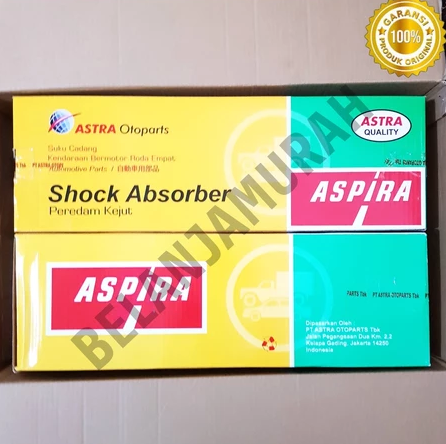 GARANSI
100%
PRODUK ORIGINAL
ASTRA Otoparts
Suku Cadang
Kendaraan Bermotor Roda Empat
Automotive Parts / 自動車用部品
Shock Absorber
Peredam Kejut
ASTRA
QUALITY
ASPIRA
BELANJAMURAH
ASPIRA
PARTS Tbk PT ASTRA OTOPARTS Tbk
Dipasarkan Oleh
PT ASTRA OTOPARTS Tbk
Jalan Pegangsaan Dua Km. 2.2
Kelapa Gading, Jakarta 14250
Indonesia